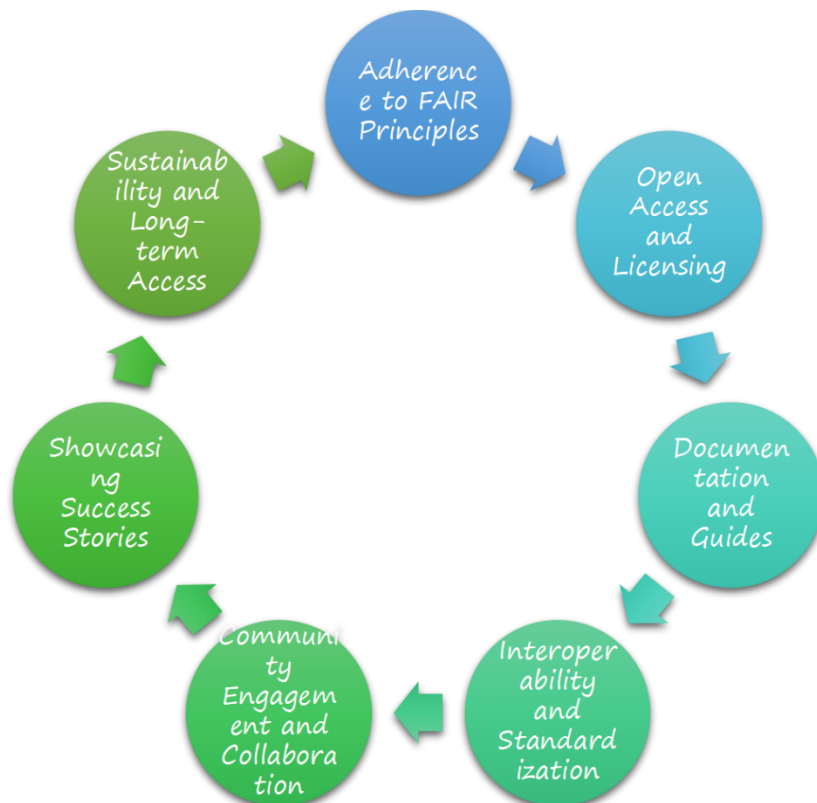 Adherenc
e to FAIR
Principles
Open
Access
and
Licensing
Documen
tation
and
Guides
Interoper
ability
and
Standard
ization
Communi
ty
Engagem
ent and
Collabora
tion
Showcasi
ng
Success
Stories
Sustainab
ility and
Long-
term
Access